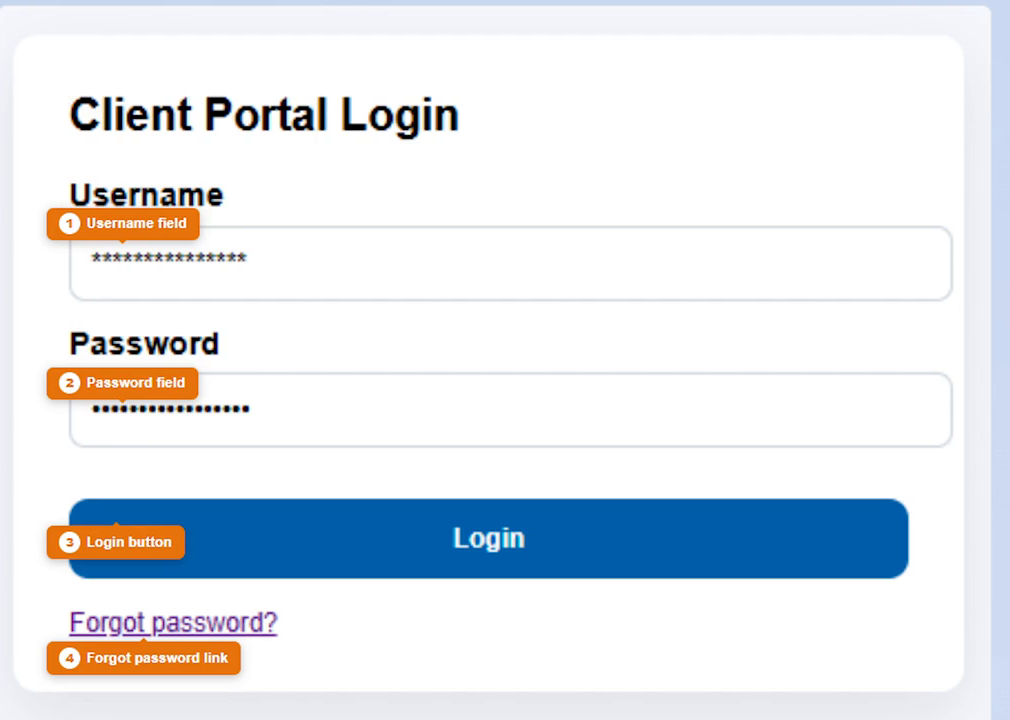 Client Portal Login
Username
1 Username field
***************
Password
2 Password field
•••••••••••••••••
Login
3 Login button
Forgot password?
4 Forgot password link